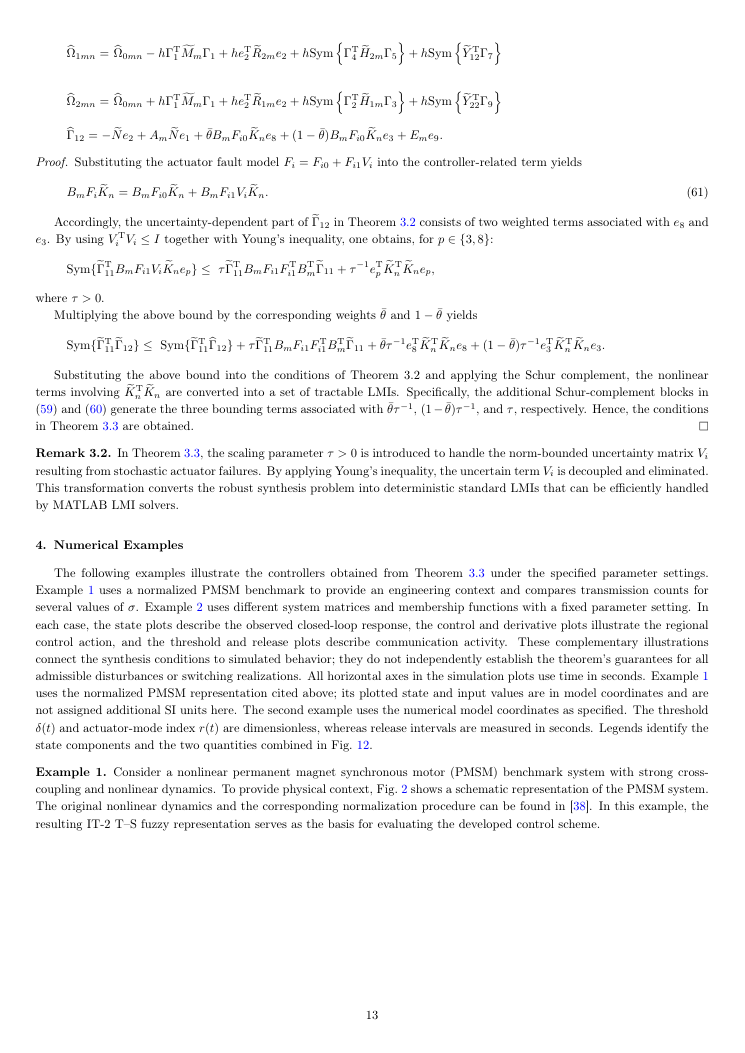 Ω̂₁ₘₙ = Ω̂₀ₘₙ − hΓ₁ᵀM̃ₘΓ₁ + he₂ᵀR̃₂ₘe₂ + hSym{Γ₄ᵀH̃₂ₘΓ₅} + hSym{Ỹ₁₂ᵀΓ₇}
Ω̂₂ₘₙ = Ω̂₀ₘₙ + hΓ₁ᵀM̃ₘΓ₁ + he₂ᵀR̃₁ₘe₂ + hSym{Γ₂ᵀH̃₁ₘΓ₃} + hSym{Ỹ₂₂ᵀΓ₉}
Γ̂₁₂ = −Ñe₂ + AₘÑe₁ + θ̄BₘFᵢ₀K̃ₙe₈ + (1 − θ̄)BₘFᵢ₀K̃ₙe₃ + Eₘe₉.
Proof. Substituting the actuator fault model Fᵢ = Fᵢ₀ + Fᵢ₁Vᵢ into the controller-related term yields
BₘFᵢK̃ₙ = BₘFᵢ₀K̃ₙ + BₘFᵢ₁VᵢK̃ₙ. (61)
Accordingly, the uncertainty-dependent part of Γ̃₁₂ in Theorem 3.2 consists of two weighted terms associated with e₈ and
e₃. By using VᵢᵀVᵢ ≤ I together with Young's inequality, one obtains, for p ∈ {3, 8}:
Sym{Γ̃₁₁ᵀBₘFᵢ₁VᵢK̃ₙeₚ} ≤ τΓ̃₁₁ᵀBₘFᵢ₁Fᵢ₁ᵀBₘᵀΓ̃₁₁ + τ⁻¹eₚᵀK̃ₙᵀK̃ₙeₚ,
where τ > 0.
Multiplying the above bound by the corresponding weights θ̄ and 1 − θ̄ yields
Sym{Γ̃₁₁ᵀΓ̃₁₂} ≤ Sym{Γ̃₁₁ᵀΓ̂₁₂} + τΓ̃₁₁ᵀBₘFᵢ₁Fᵢ₁ᵀBₘᵀΓ̃₁₁ + θ̄τ⁻¹e₈ᵀK̃ₙᵀK̃ₙe₈ + (1 − θ̄)τ⁻¹e₃ᵀK̃ₙᵀK̃ₙe₃.
Substituting the above bound into the conditions of Theorem 3.2 and applying the Schur complement, the nonlinear
terms involving K̃ₙᵀK̃ₙ are converted into a set of tractable LMIs. Specifically, the additional Schur-complement blocks in
(59) and (60) generate the three bounding terms associated with θ̄τ⁻¹, (1−θ̄)τ⁻¹, and τ, respectively. Hence, the conditions
in Theorem 3.3 are obtained. □
Remark 3.2. In Theorem 3.3, the scaling parameter τ > 0 is introduced to handle the norm-bounded uncertainty matrix Vᵢ
resulting from stochastic actuator failures. By applying Young's inequality, the uncertain term Vᵢ is decoupled and eliminated.
This transformation converts the robust synthesis problem into deterministic standard LMIs that can be efficiently handled
by MATLAB LMI solvers.
4. Numerical Examples
The following examples illustrate the controllers obtained from Theorem 3.3 under the specified parameter settings.
Example 1 uses a normalized PMSM benchmark to provide an engineering context and compares transmission counts for
several values of σ. Example 2 uses different system matrices and membership functions with a fixed parameter setting. In
each case, the state plots describe the observed closed-loop response, the control and derivative plots illustrate the regional
control action, and the threshold and release plots describe communication activity. These complementary illustrations
connect the synthesis conditions to simulated behavior; they do not independently establish the theorem's guarantees for all
admissible disturbances or switching realizations. All horizontal axes in the simulation plots use time in seconds. Example 1
uses the normalized PMSM representation cited above; its plotted state and input values are in model coordinates and are
not assigned additional SI units here. The second example uses the numerical model coordinates as specified. The threshold
δ(t) and actuator-mode index r(t) are dimensionless, whereas release intervals are measured in seconds. Legends identify the
state components and the two quantities combined in Fig. 12.
Example 1. Consider a nonlinear permanent magnet synchronous motor (PMSM) benchmark system with strong cross-
coupling and nonlinear dynamics. To provide physical context, Fig. 2 shows a schematic representation of the PMSM system.
The original nonlinear dynamics and the corresponding normalization procedure can be found in [38]. In this example, the
resulting IT-2 T–S fuzzy representation serves as the basis for evaluating the developed control scheme.
13